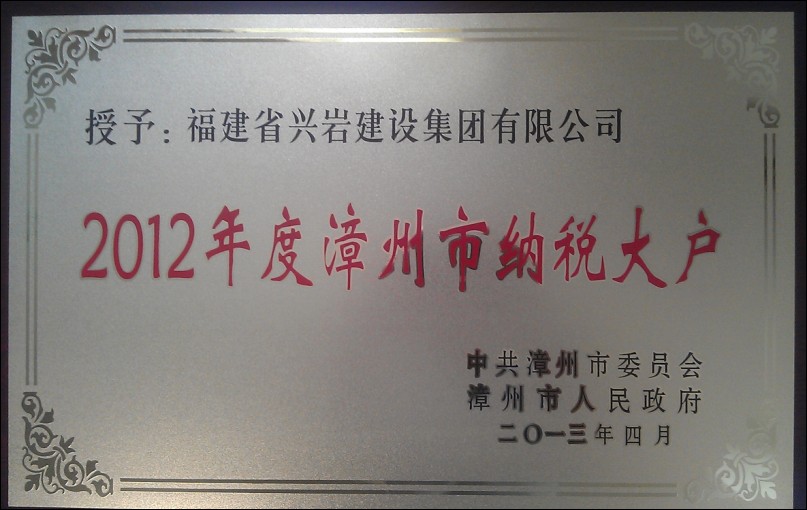 授予：福建省兴岩建设集团有限公司
2012年度漳州市纳税大户
中共漳州市委员会
漳州市人民政府
二〇一三年四月